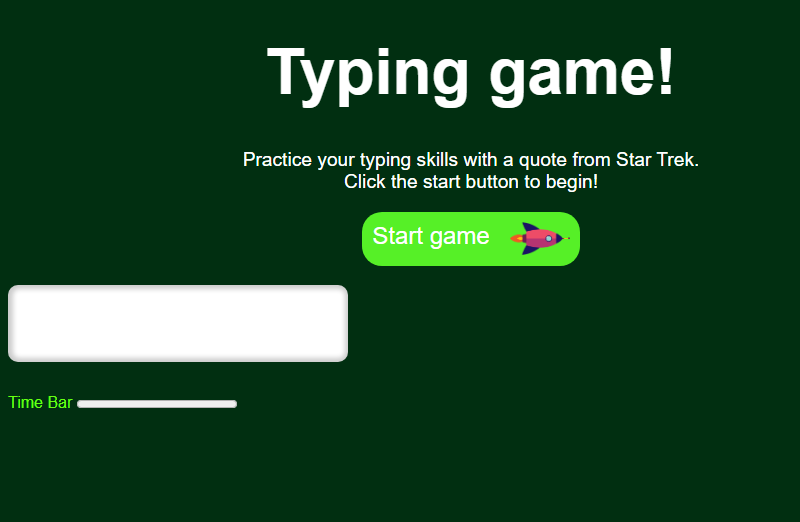 Typing game!
Practice your typing skills with a quote from Star Trek.
Click the start button to begin!
Start game
Time Bar